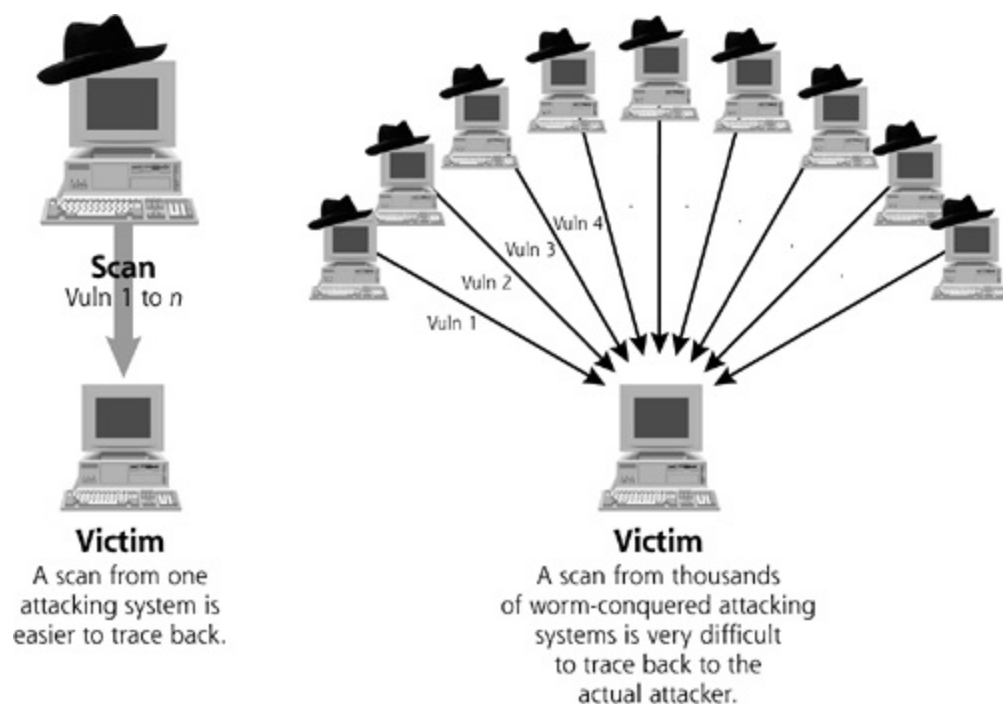 Scan
Vuln 1 to n
Victim
A scan from one
attacking system is
easier to trace back.
Vuln 4
Vuln 3
Vuln 2
Vuln 1
Victim
A scan from thousands
of worm-conquered attacking
systems is very difficult
to trace back to the
actual attacker.